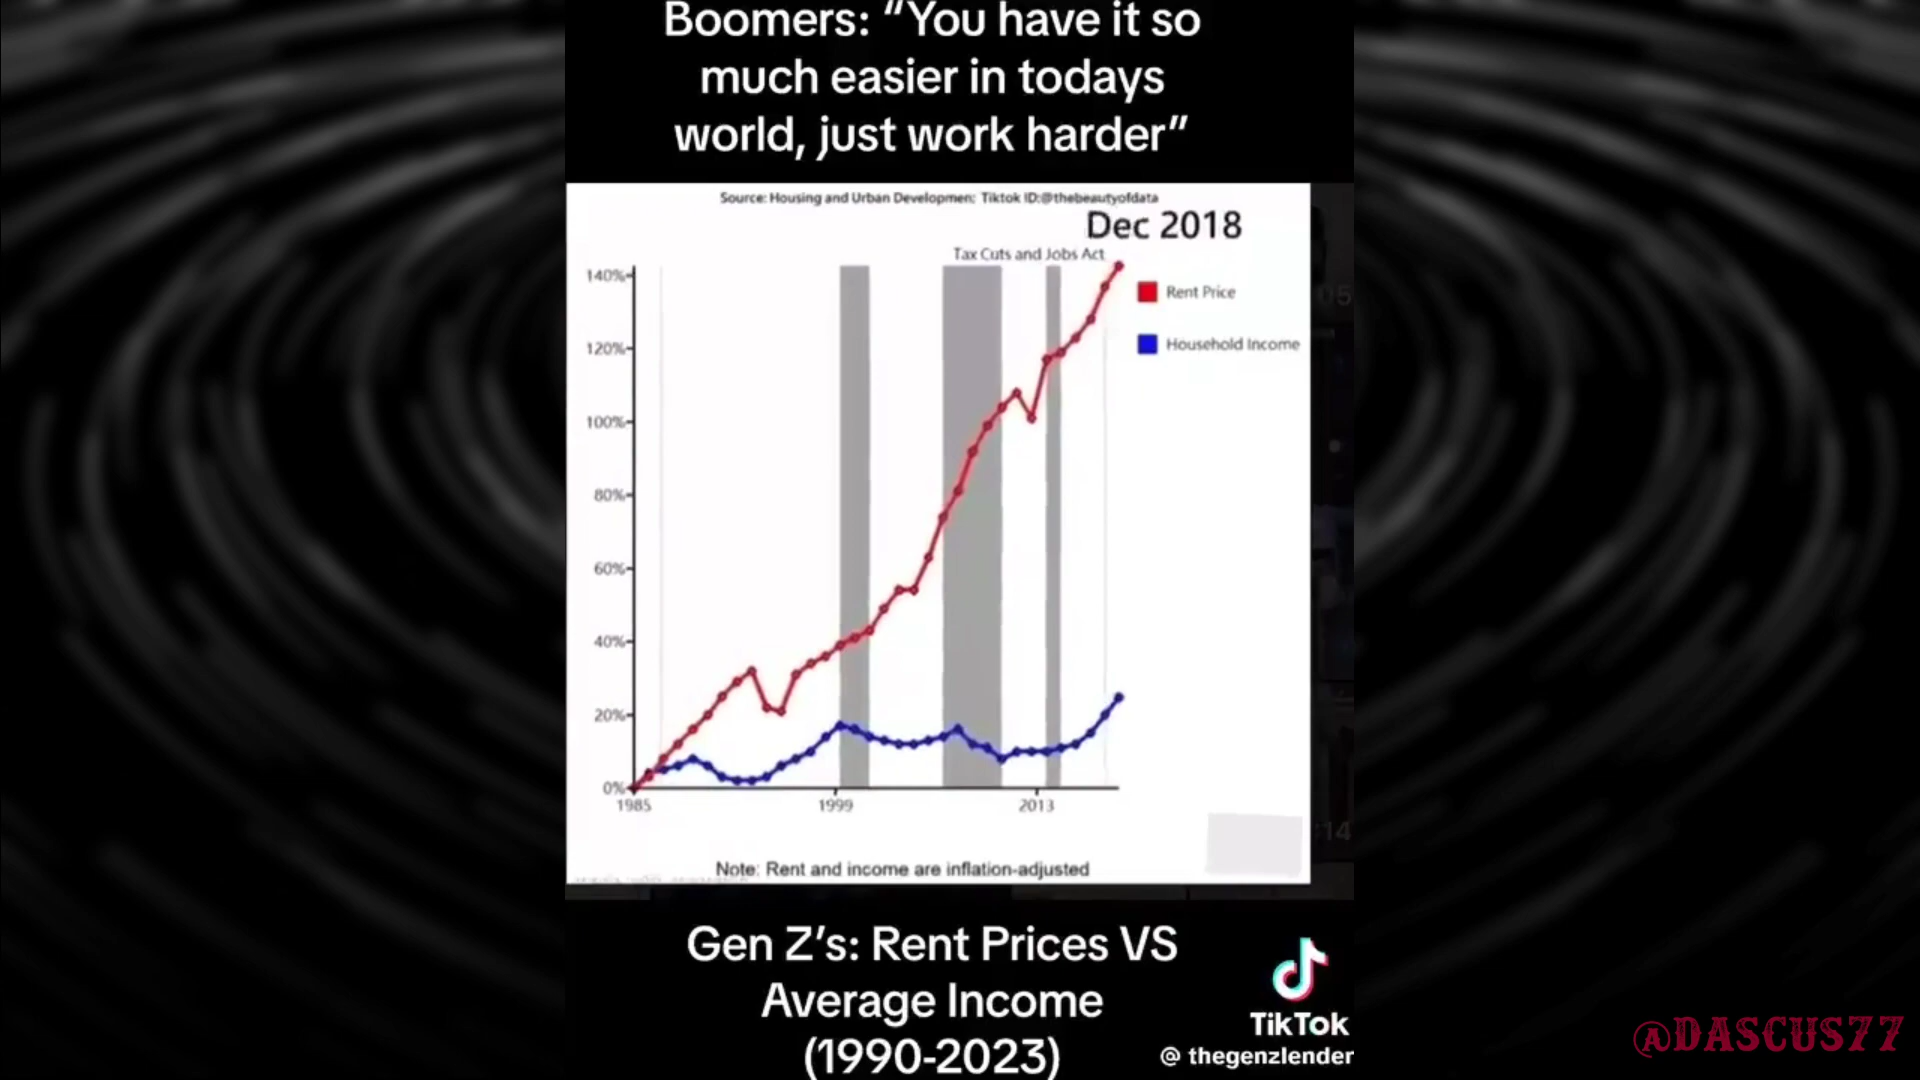 Boomers: “You have it so
much easier in todays
world, just work harder”
Source: Housing and Urban Developmen; Tiktok ID:@thebeautyofdata
Dec 2018
Tax Cuts and Jobs Act
140%
Rent Price
120%
Household Income
100%
80%
60%
40%
20%
0%
1985
1999
2013
Note: Rent and income are inflation-adjusted
Gen Z’s: Rent Prices VS
Average Income
(1990-2023)
TikTok
@ thegenzlender
@DASCUS77